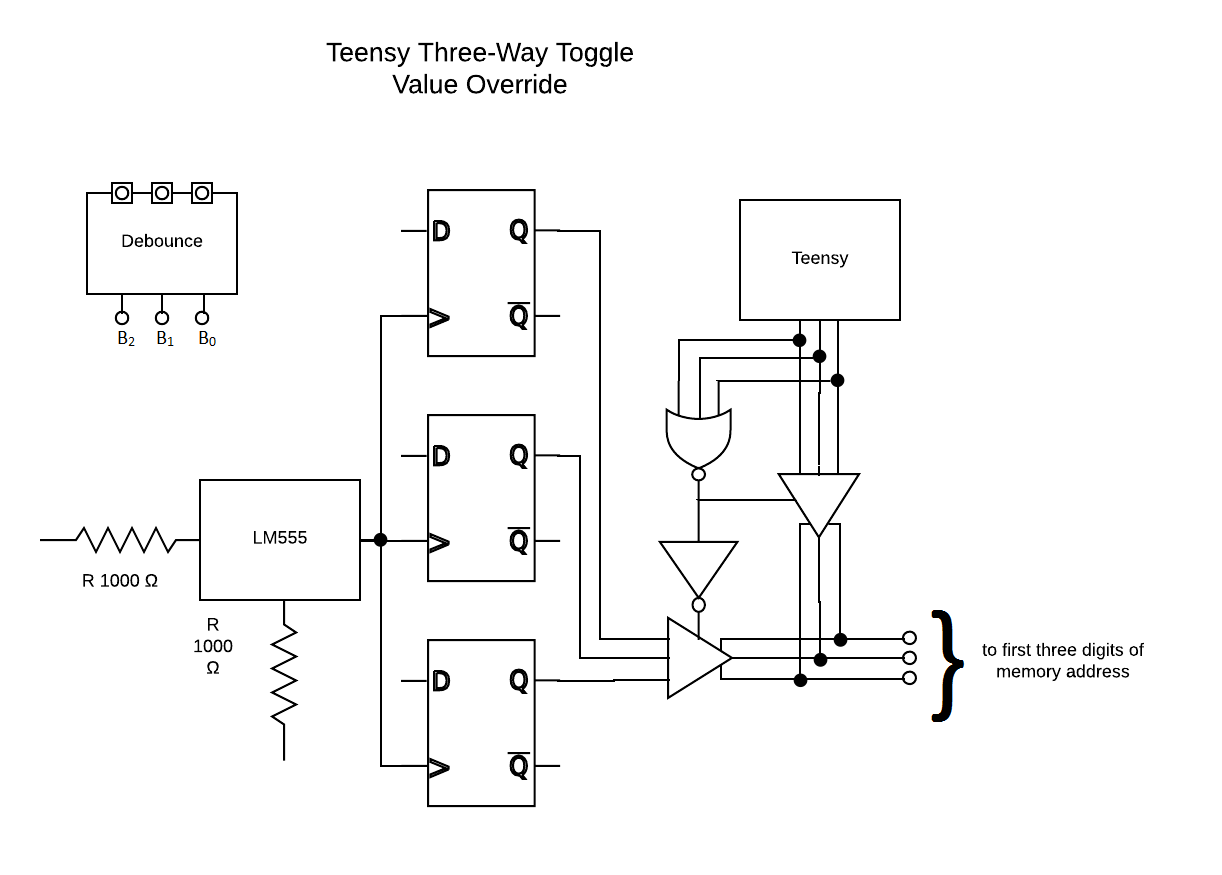 Teensy Three-Way Toggle
Value Override
Debounce
B₂ B₁ B₀
D Q
> Q̅
D Q
> Q̅
D Q
> Q̅
Teensy
LM555
R 1000 Ω
R
1000
Ω
}
to first three digits of
memory address